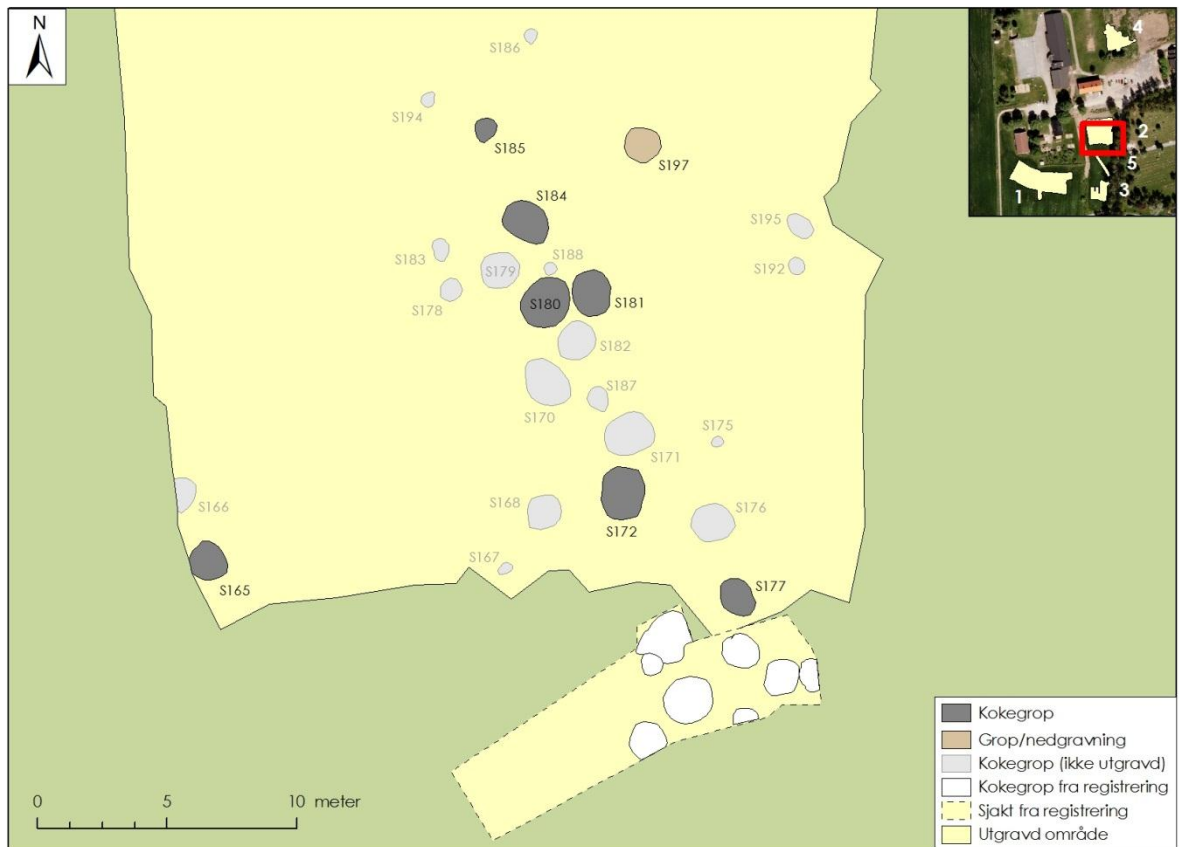 N
S186
S194
S185
S197
S184
S195
S183
S188
S179
S192
S178
S180
S181
S182
S187
S170
S175
S171
S166
S168
S176
S172
S167
S165
S177
4
2
5
1
3
0 5 10 meter
Kokegrop
Grop/nedgravning
Kokegrop (ikke utgravd)
Kokegrop fra registrering
Sjakt fra registrering
Utgravd område